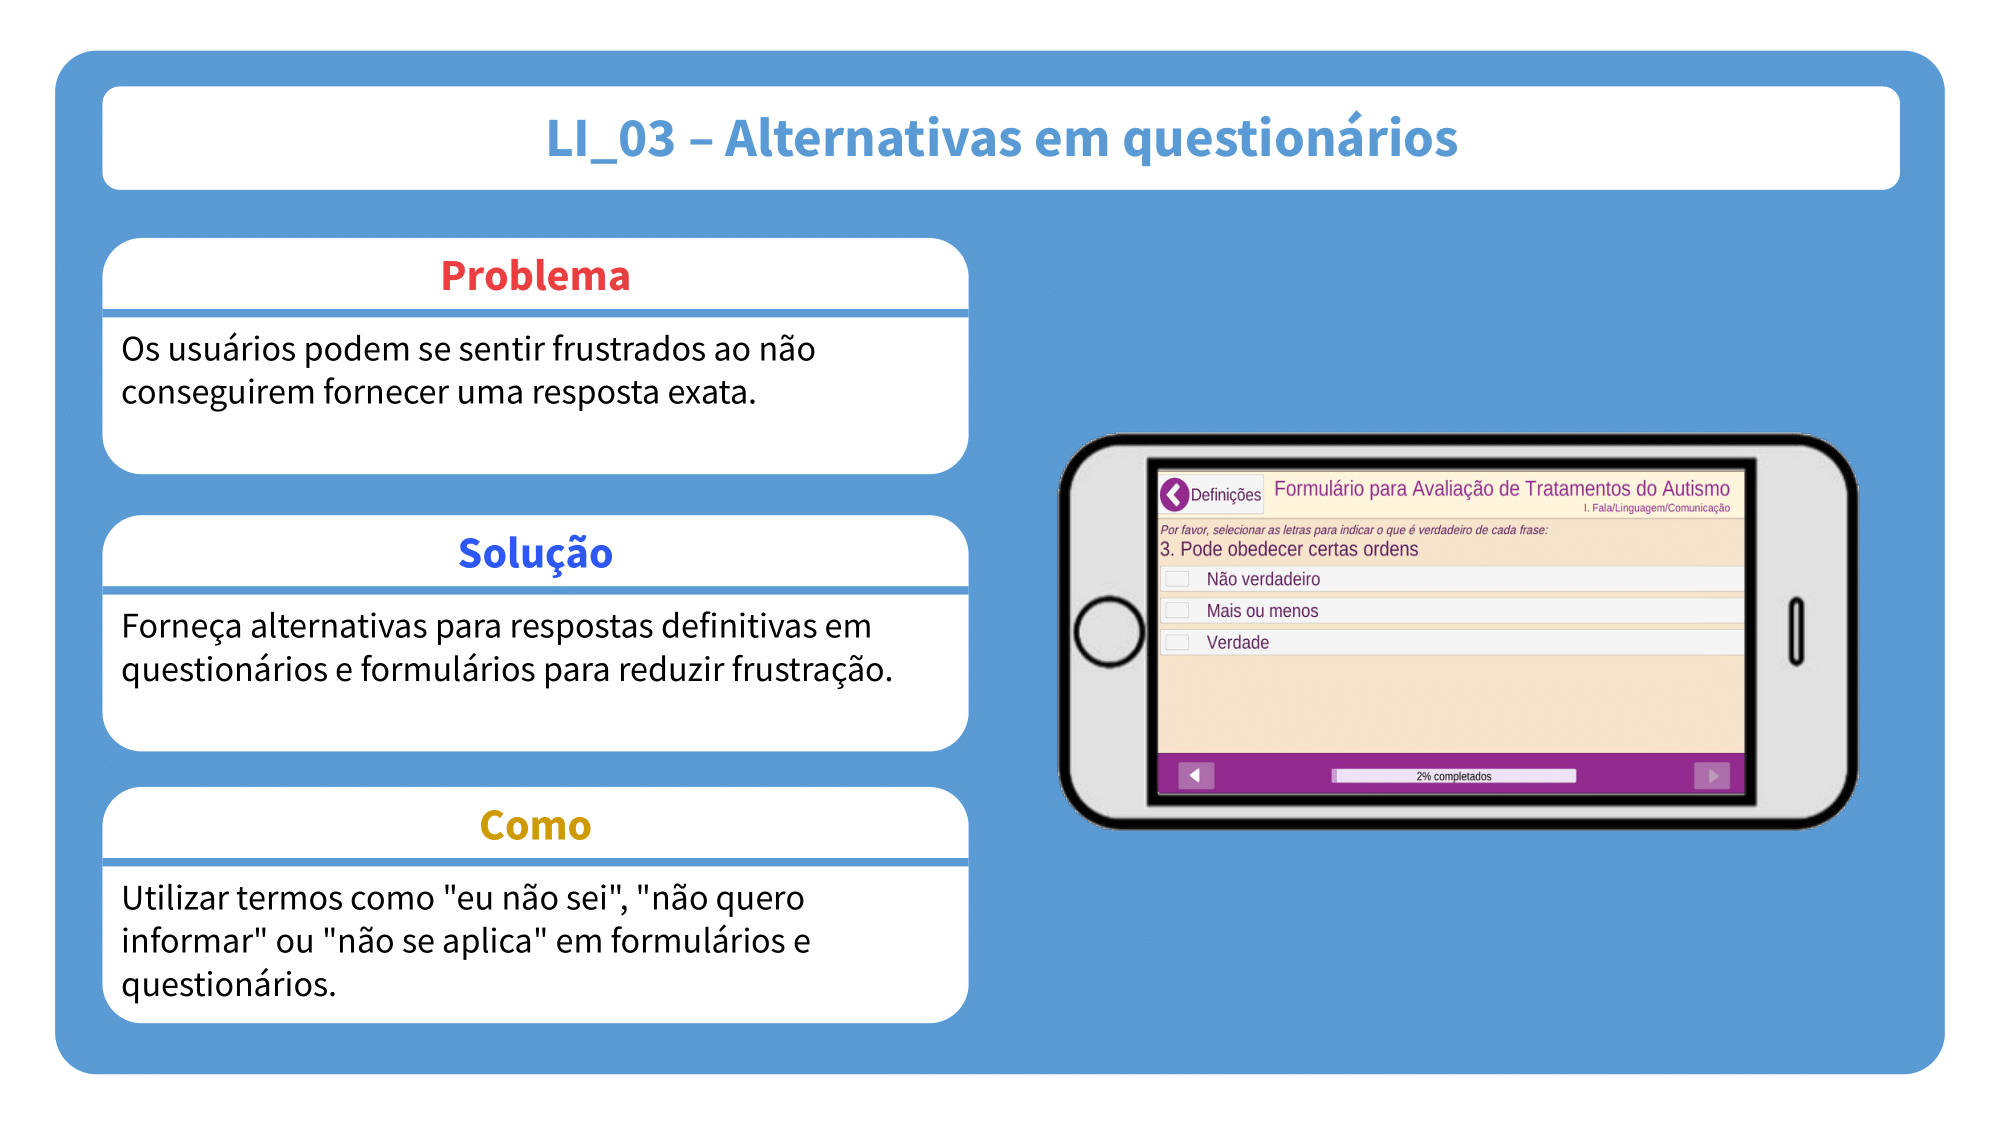 LI_03 – Alternativas em questionários
Problema
Os usuários podem se sentir frustrados ao não
conseguirem fornecer uma resposta exata.
Solução
Forneça alternativas para respostas definitivas em
questionários e formulários para reduzir frustração.
Como
Utilizar termos como "eu não sei", "não quero
informar" ou "não se aplica" em formulários e
questionários.
Definições
Formulário para Avaliação de Tratamentos do Autismo
I. Fala/Linguagem/Comunicação
Por favor, selecionar as letras para indicar o que é verdadeiro de cada frase:
3. Pode obedecer certas ordens
Não verdadeiro
Mais ou menos
Verdade
2% completados